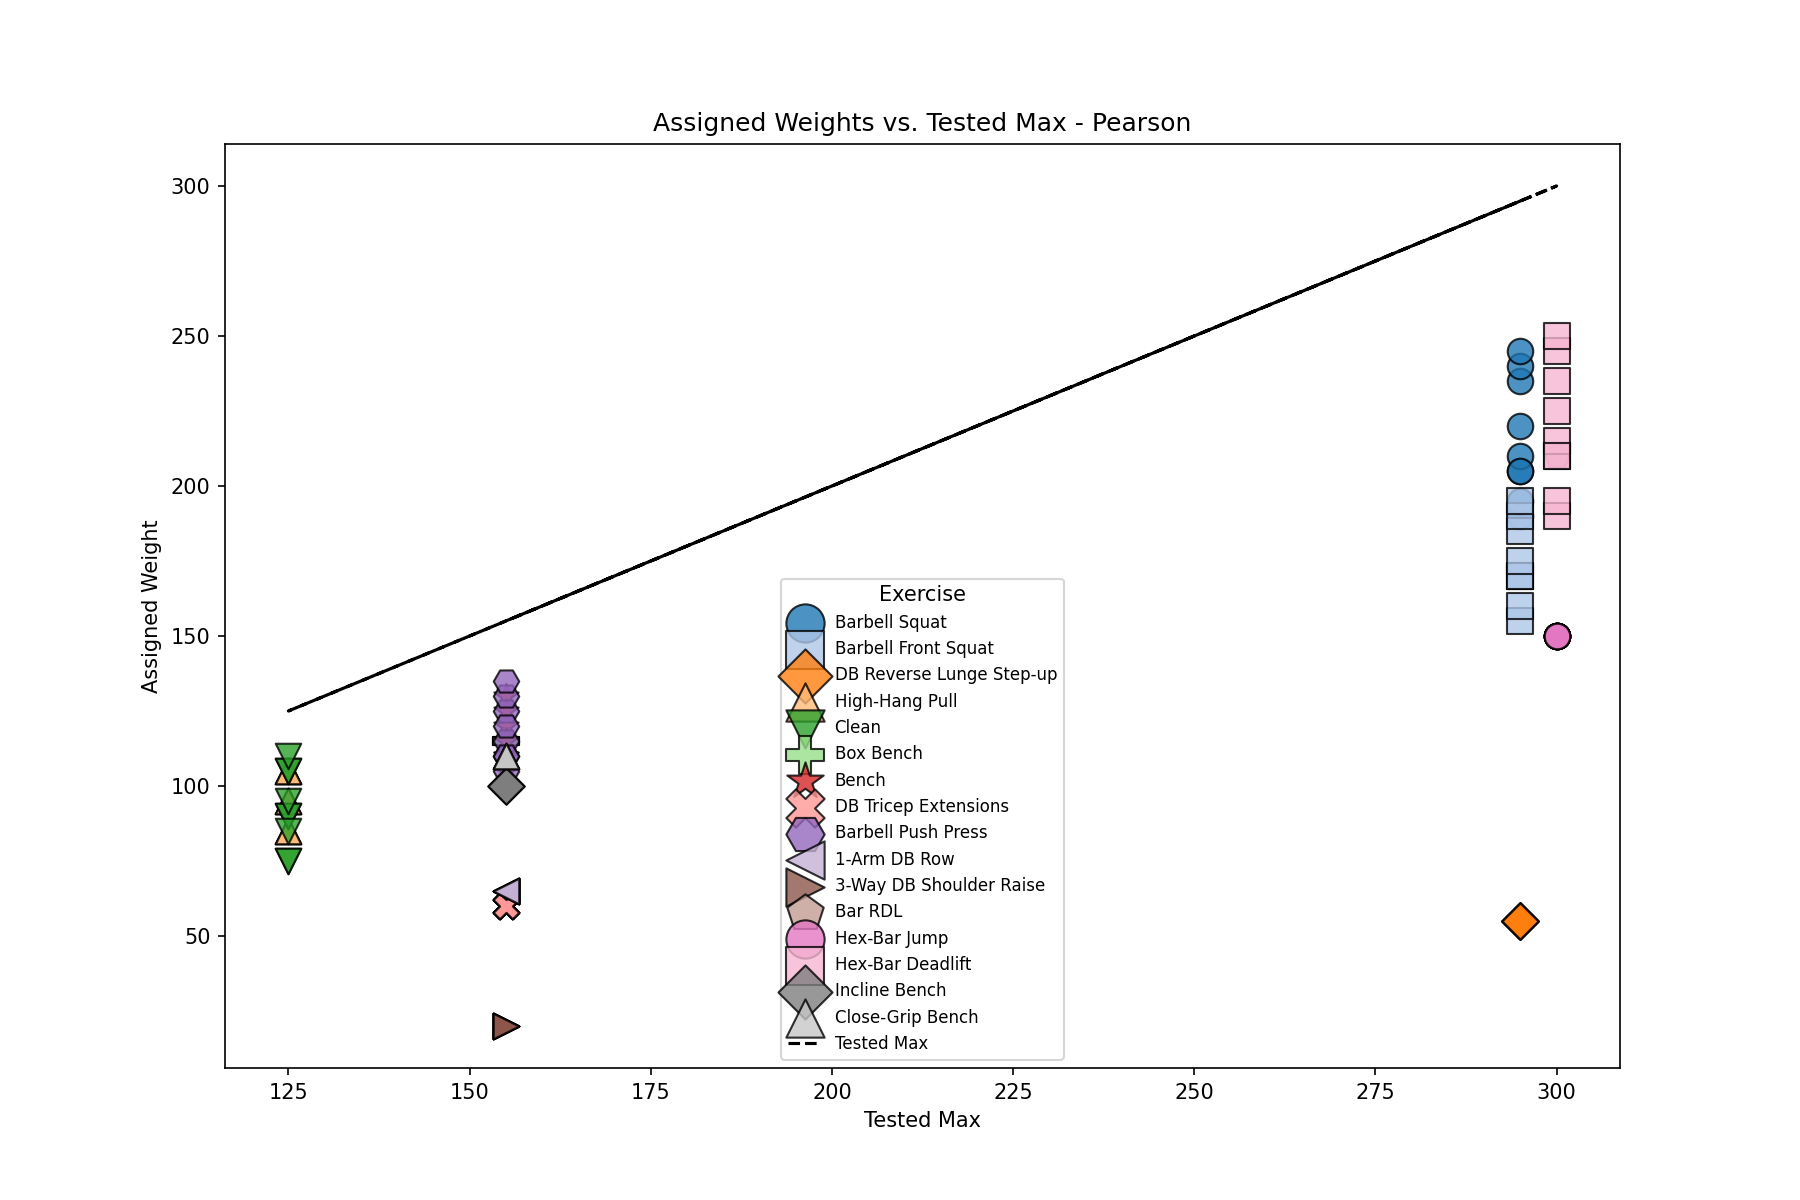 Assigned Weights vs. Tested Max - Pearson
300
250
200
150
100
50
Assigned Weight
Exercise
Barbell Squat
Barbell Front Squat
DB Reverse Lunge Step-up
High-Hang Pull
Clean
Box Bench
Bench
DB Tricep Extensions
Barbell Push Press
1-Arm DB Row
3-Way DB Shoulder Raise
Bar RDL
Hex-Bar Jump
Hex-Bar Deadlift
Incline Bench
Close-Grip Bench
Tested Max
125 150 175 200 225 250 275 300
Tested Max